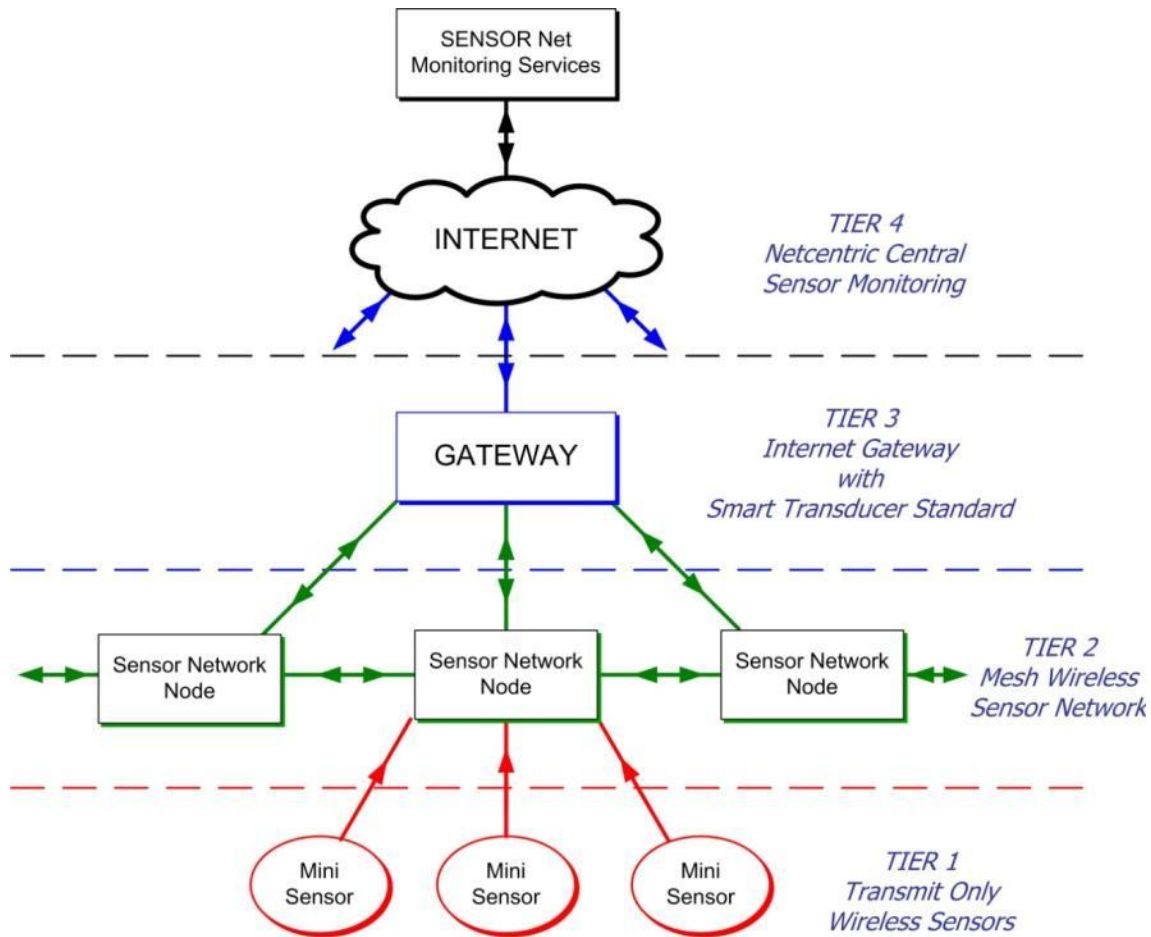 SENSOR Net
Monitoring Services
INTERNET
TIER 4
Netcentric Central
Sensor Monitoring
GATEWAY
TIER 3
Internet Gateway
with
Smart Transducer Standard
Sensor Network
Node
Sensor Network
Node
Sensor Network
Node
TIER 2
Mesh Wireless
Sensor Network
Mini
Sensor
Mini
Sensor
Mini
Sensor
TIER 1
Transmit Only
Wireless Sensors